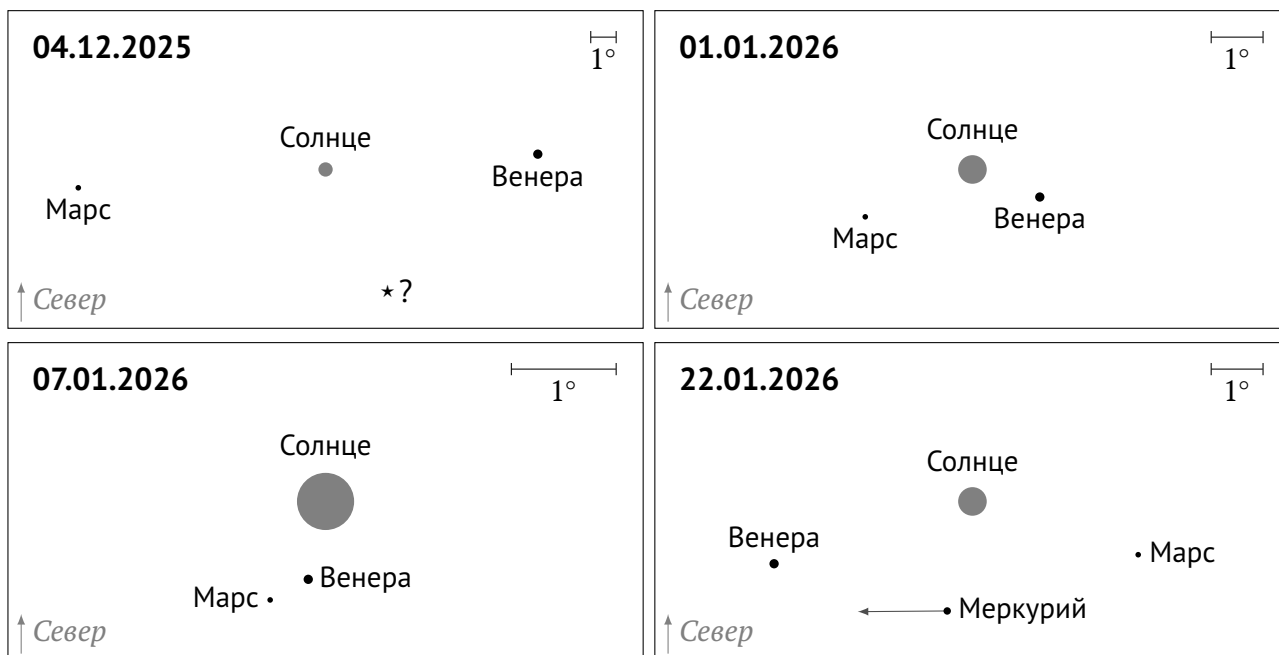 04.12.2025
1°
Солнце
Венера
Марс
?
Север
01.01.2026
1°
Солнце
Венера
Марс
Север
07.01.2026
1°
Солнце
Венера
Марс
Север
22.01.2026
1°
Солнце
Венера
Марс
Меркурий
Север